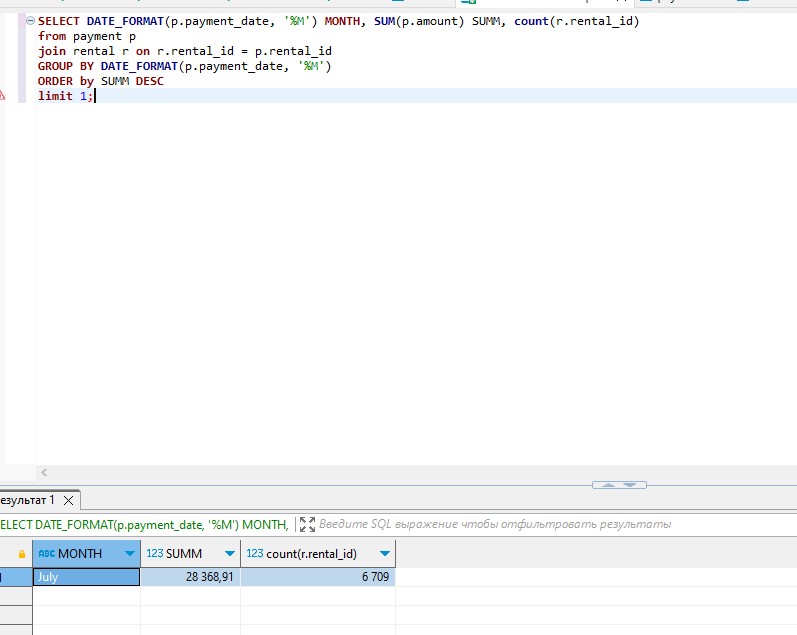 SELECT DATE_FORMAT(p.payment_date, '%M') MONTH, SUM(p.amount) SUMM, count(r.rental_id)
from payment p
join rental r on r.rental_id = p.rental_id
GROUP BY DATE_FORMAT(p.payment_date, '%M')
ORDER by SUMM DESC
limit 1;
езультат 1
ELECT DATE_FORMAT(p.payment_date, '%M') MONTH, Введите SQL выражение чтобы отфильтровать результаты
ABC MONTH 123 SUMM 123 count(r.rental_id)
July 28 368,91 6 709